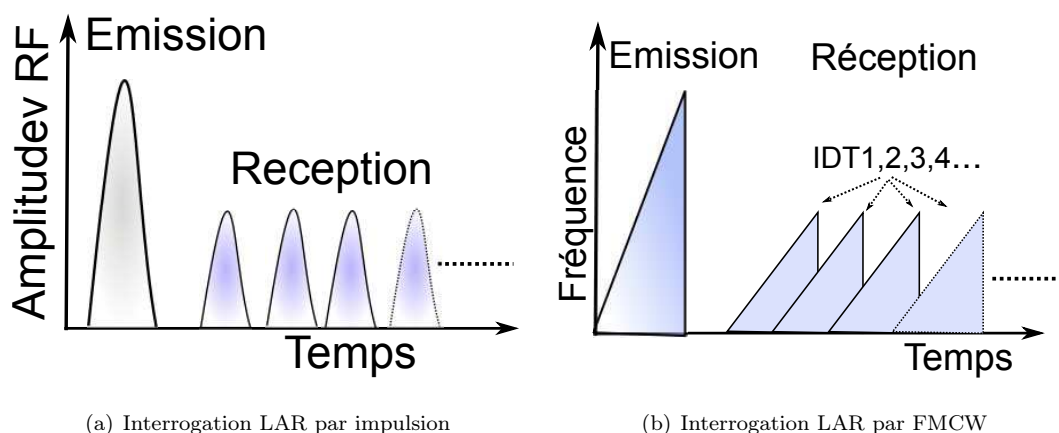 Emission
Amplitudev RF
Reception
Temps
(a) Interrogation LAR par impulsion
Emission
Réception
Fréquence
IDT1,2,3,4...
Temps
(b) Interrogation LAR par FMCW